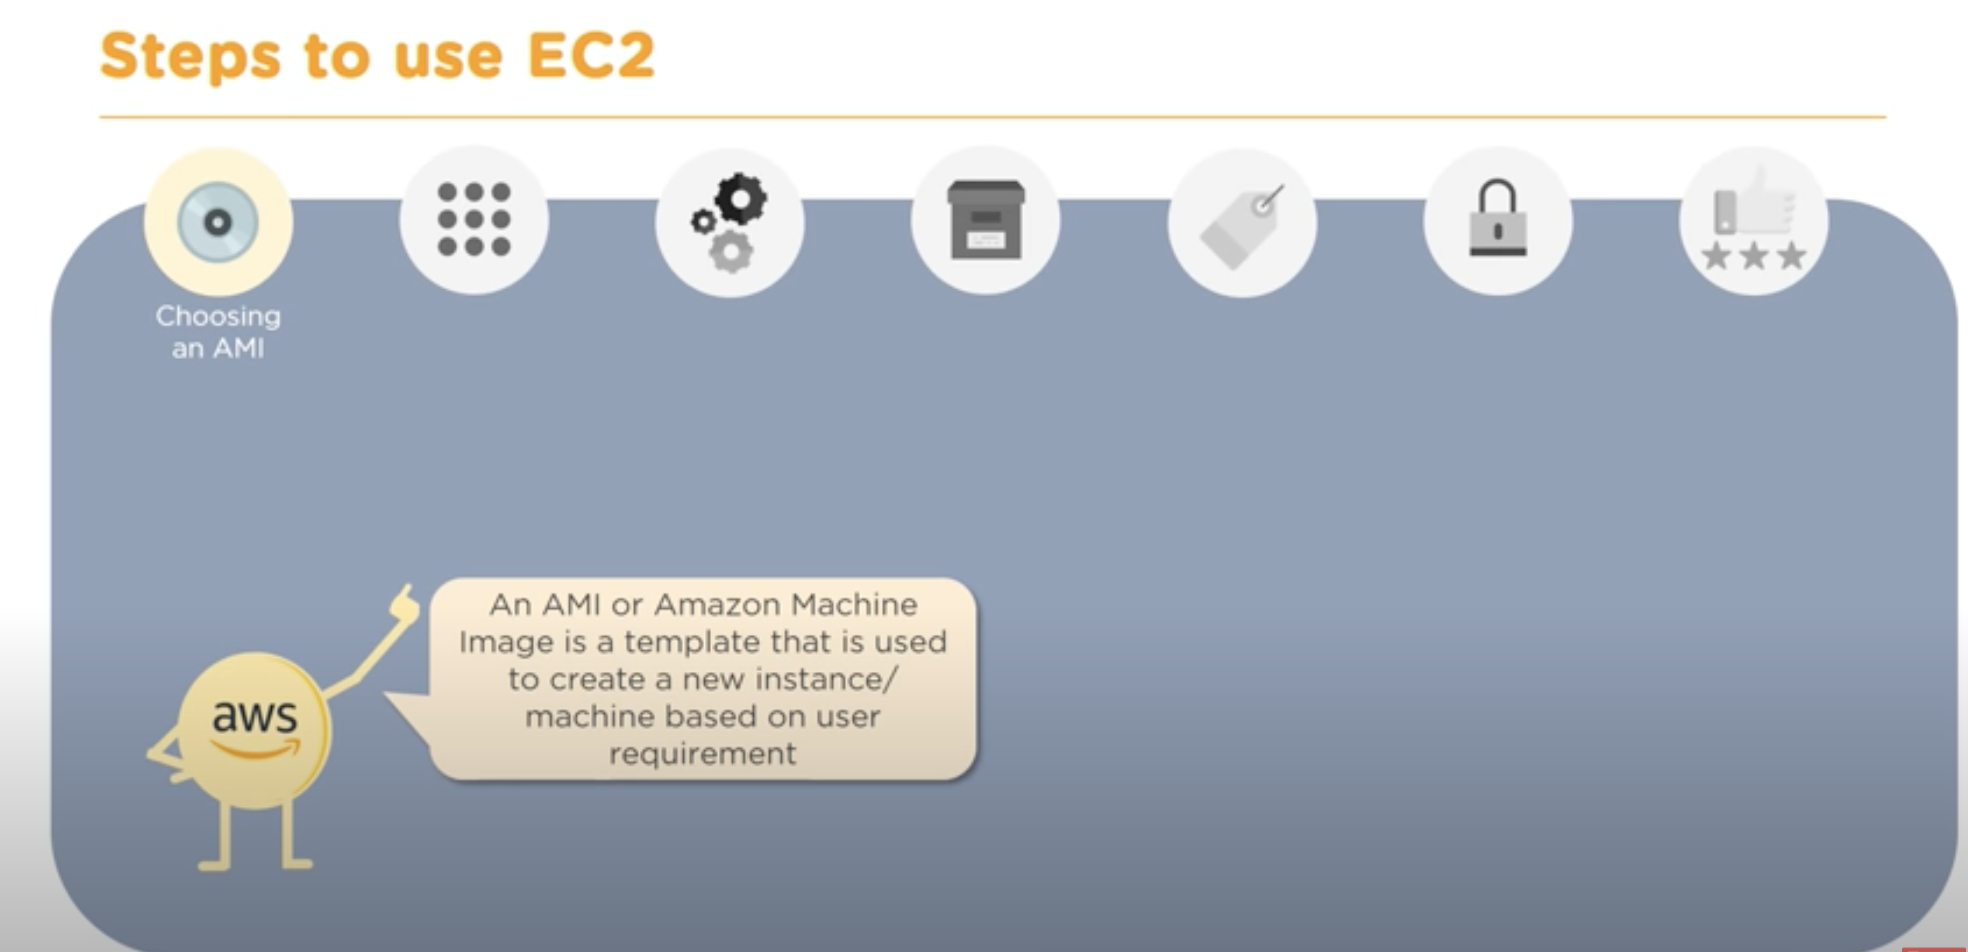 Steps to use EC2
Choosing
an AMI
An AMI or Amazon Machine
Image is a template that is used
to create a new instance/
machine based on user
requirement
aws